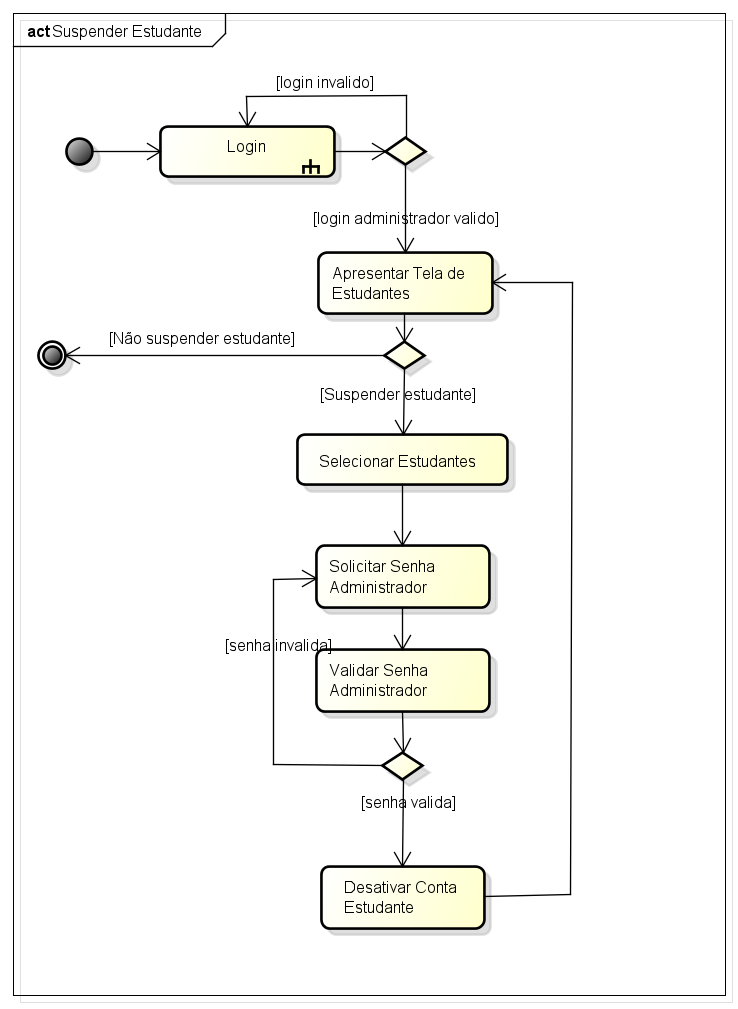 act Suspender Estudante
[login invalido]
Login
[login administrador valido]
Apresentar Tela de
Estudantes
[Não suspender estudante]
[Suspender estudante]
Selecionar Estudantes
Solicitar Senha
Administrador
[senha invalida]
Validar Senha
Administrador
[senha valida]
Desativar Conta
Estudante